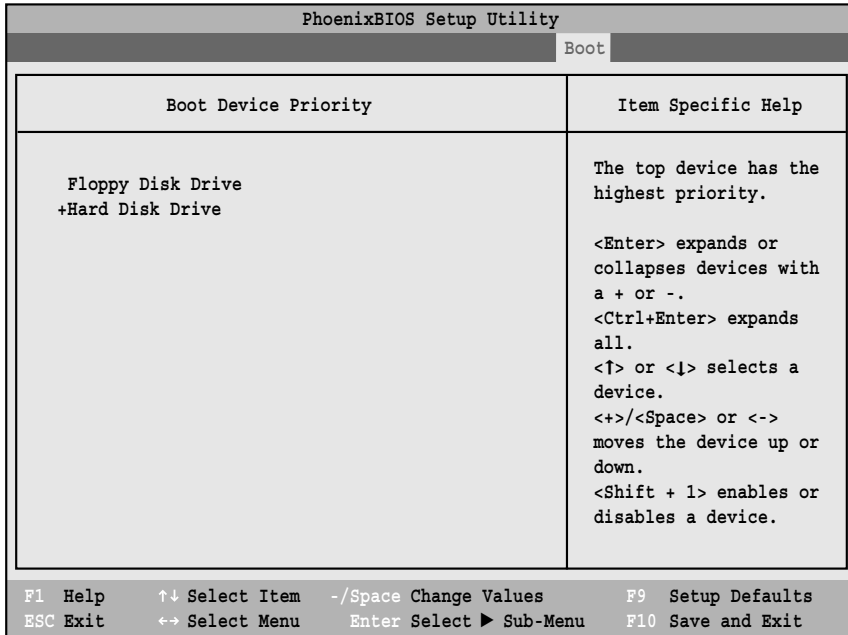 PhoenixBIOS Setup Utility
Boot
Boot Device Priority
Item Specific Help
Floppy Disk Drive
+Hard Disk Drive
The top device has the
highest priority.
<Enter> expands or
collapses devices with
a + or -.
<Ctrl+Enter> expands
all.
<↑> or <↓> selects a
device.
<+>/<Space> or <->
moves the device up or
down.
<Shift + 1> enables or
disables a device.
F1 Help ↑↓ Select Item -/Space Change Values F9 Setup Defaults
ESC Exit ←→ Select Menu Enter Select ▶ Sub-Menu F10 Save and Exit